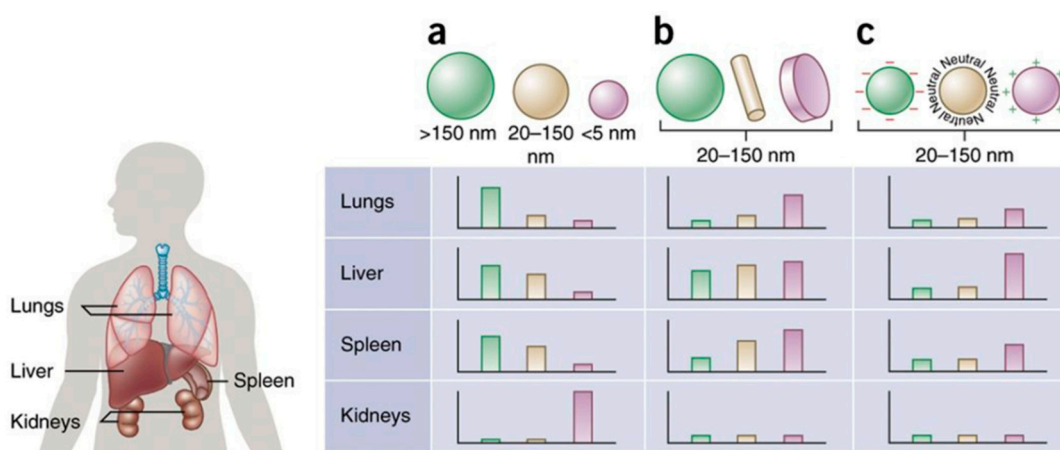 a
b
c
>150 nm
20–150
nm
<5 nm
20–150 nm
Neutral Neutral Neutral Neutral
20–150 nm
Lungs
Liver
Spleen
Kidneys
Lungs
Liver
Kidneys
Spleen